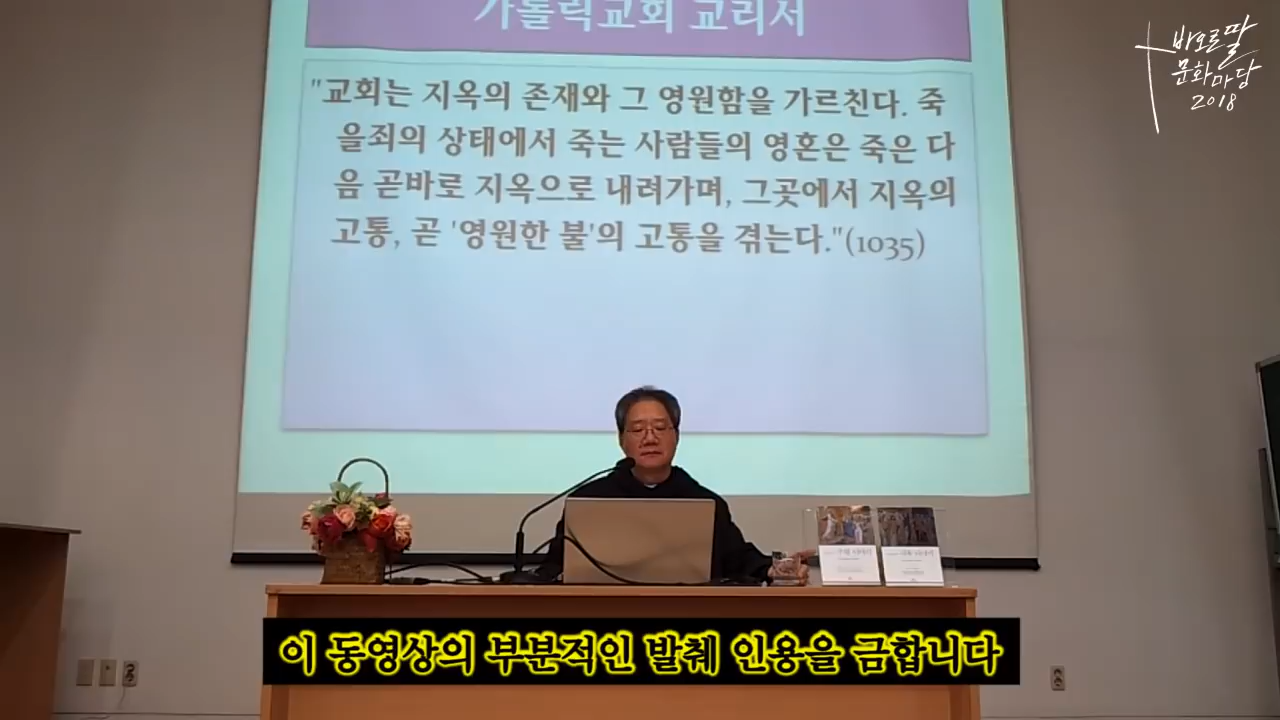 가톨릭교회 교리서
바오로딸
문화마당
2018
"교회는 지옥의 존재와 그 영원함을 가르친다. 죽
을죄의 상태에서 죽는 사람들의 영혼은 죽은 다
음 곧바로 지옥으로 내려가며, 그곳에서 지옥의
고통, 곧 '영원한 불'의 고통을 겪는다."(1035)
이 동영상의 부분적인 발췌 인용을 금합니다